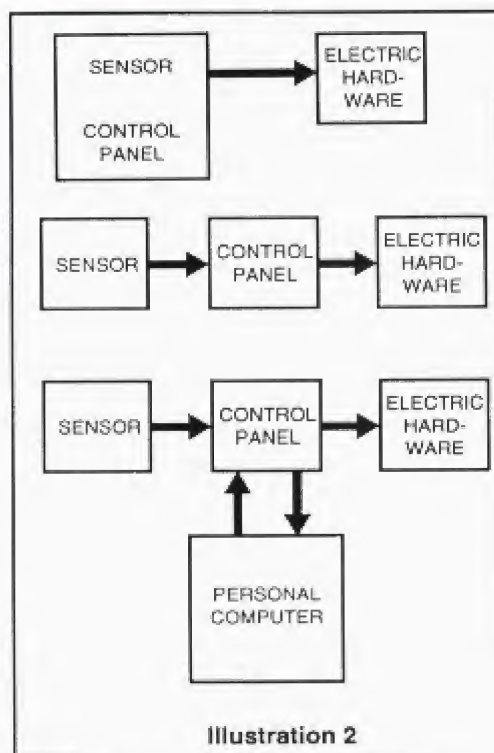 SENSOR
CONTROL
PANEL
ELECTRIC
HARD-
WARE
SENSOR
CONTROL
PANEL
ELECTRIC
HARD-
WARE
SENSOR
CONTROL
PANEL
ELECTRIC
HARD-
WARE
PERSONAL
COMPUTER
Illustration 2